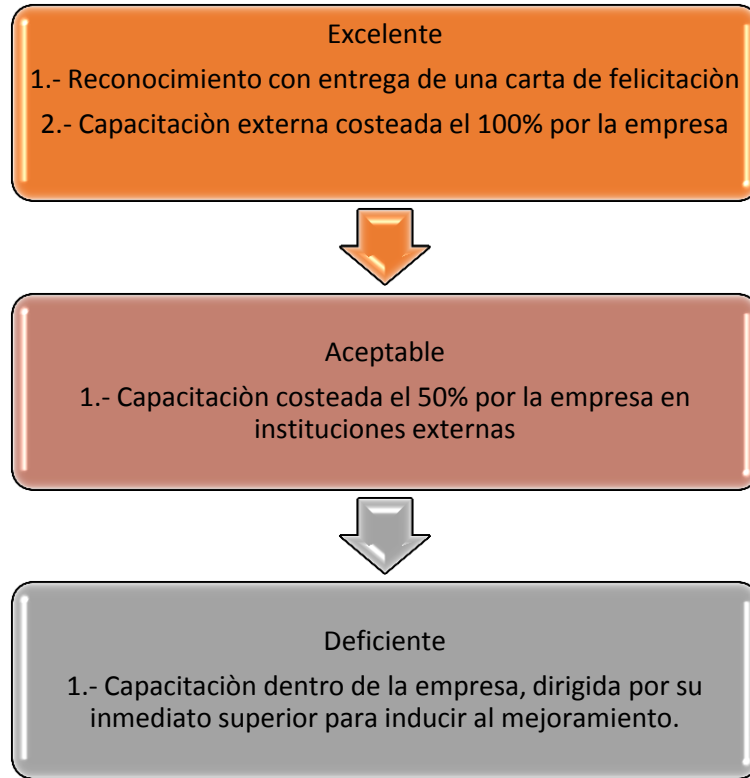 Excelente
1.- Reconocimiento con entrega de una carta de felicitaciòn
2.- Capacitaciòn externa costeada el 100% por la empresa
Aceptable
1.- Capacitaciòn costeada el 50% por la empresa en
instituciones externas
Deficiente
1.- Capacitaciòn dentro de la empresa, dirigida por su
inmediato superior para inducir al mejoramiento.